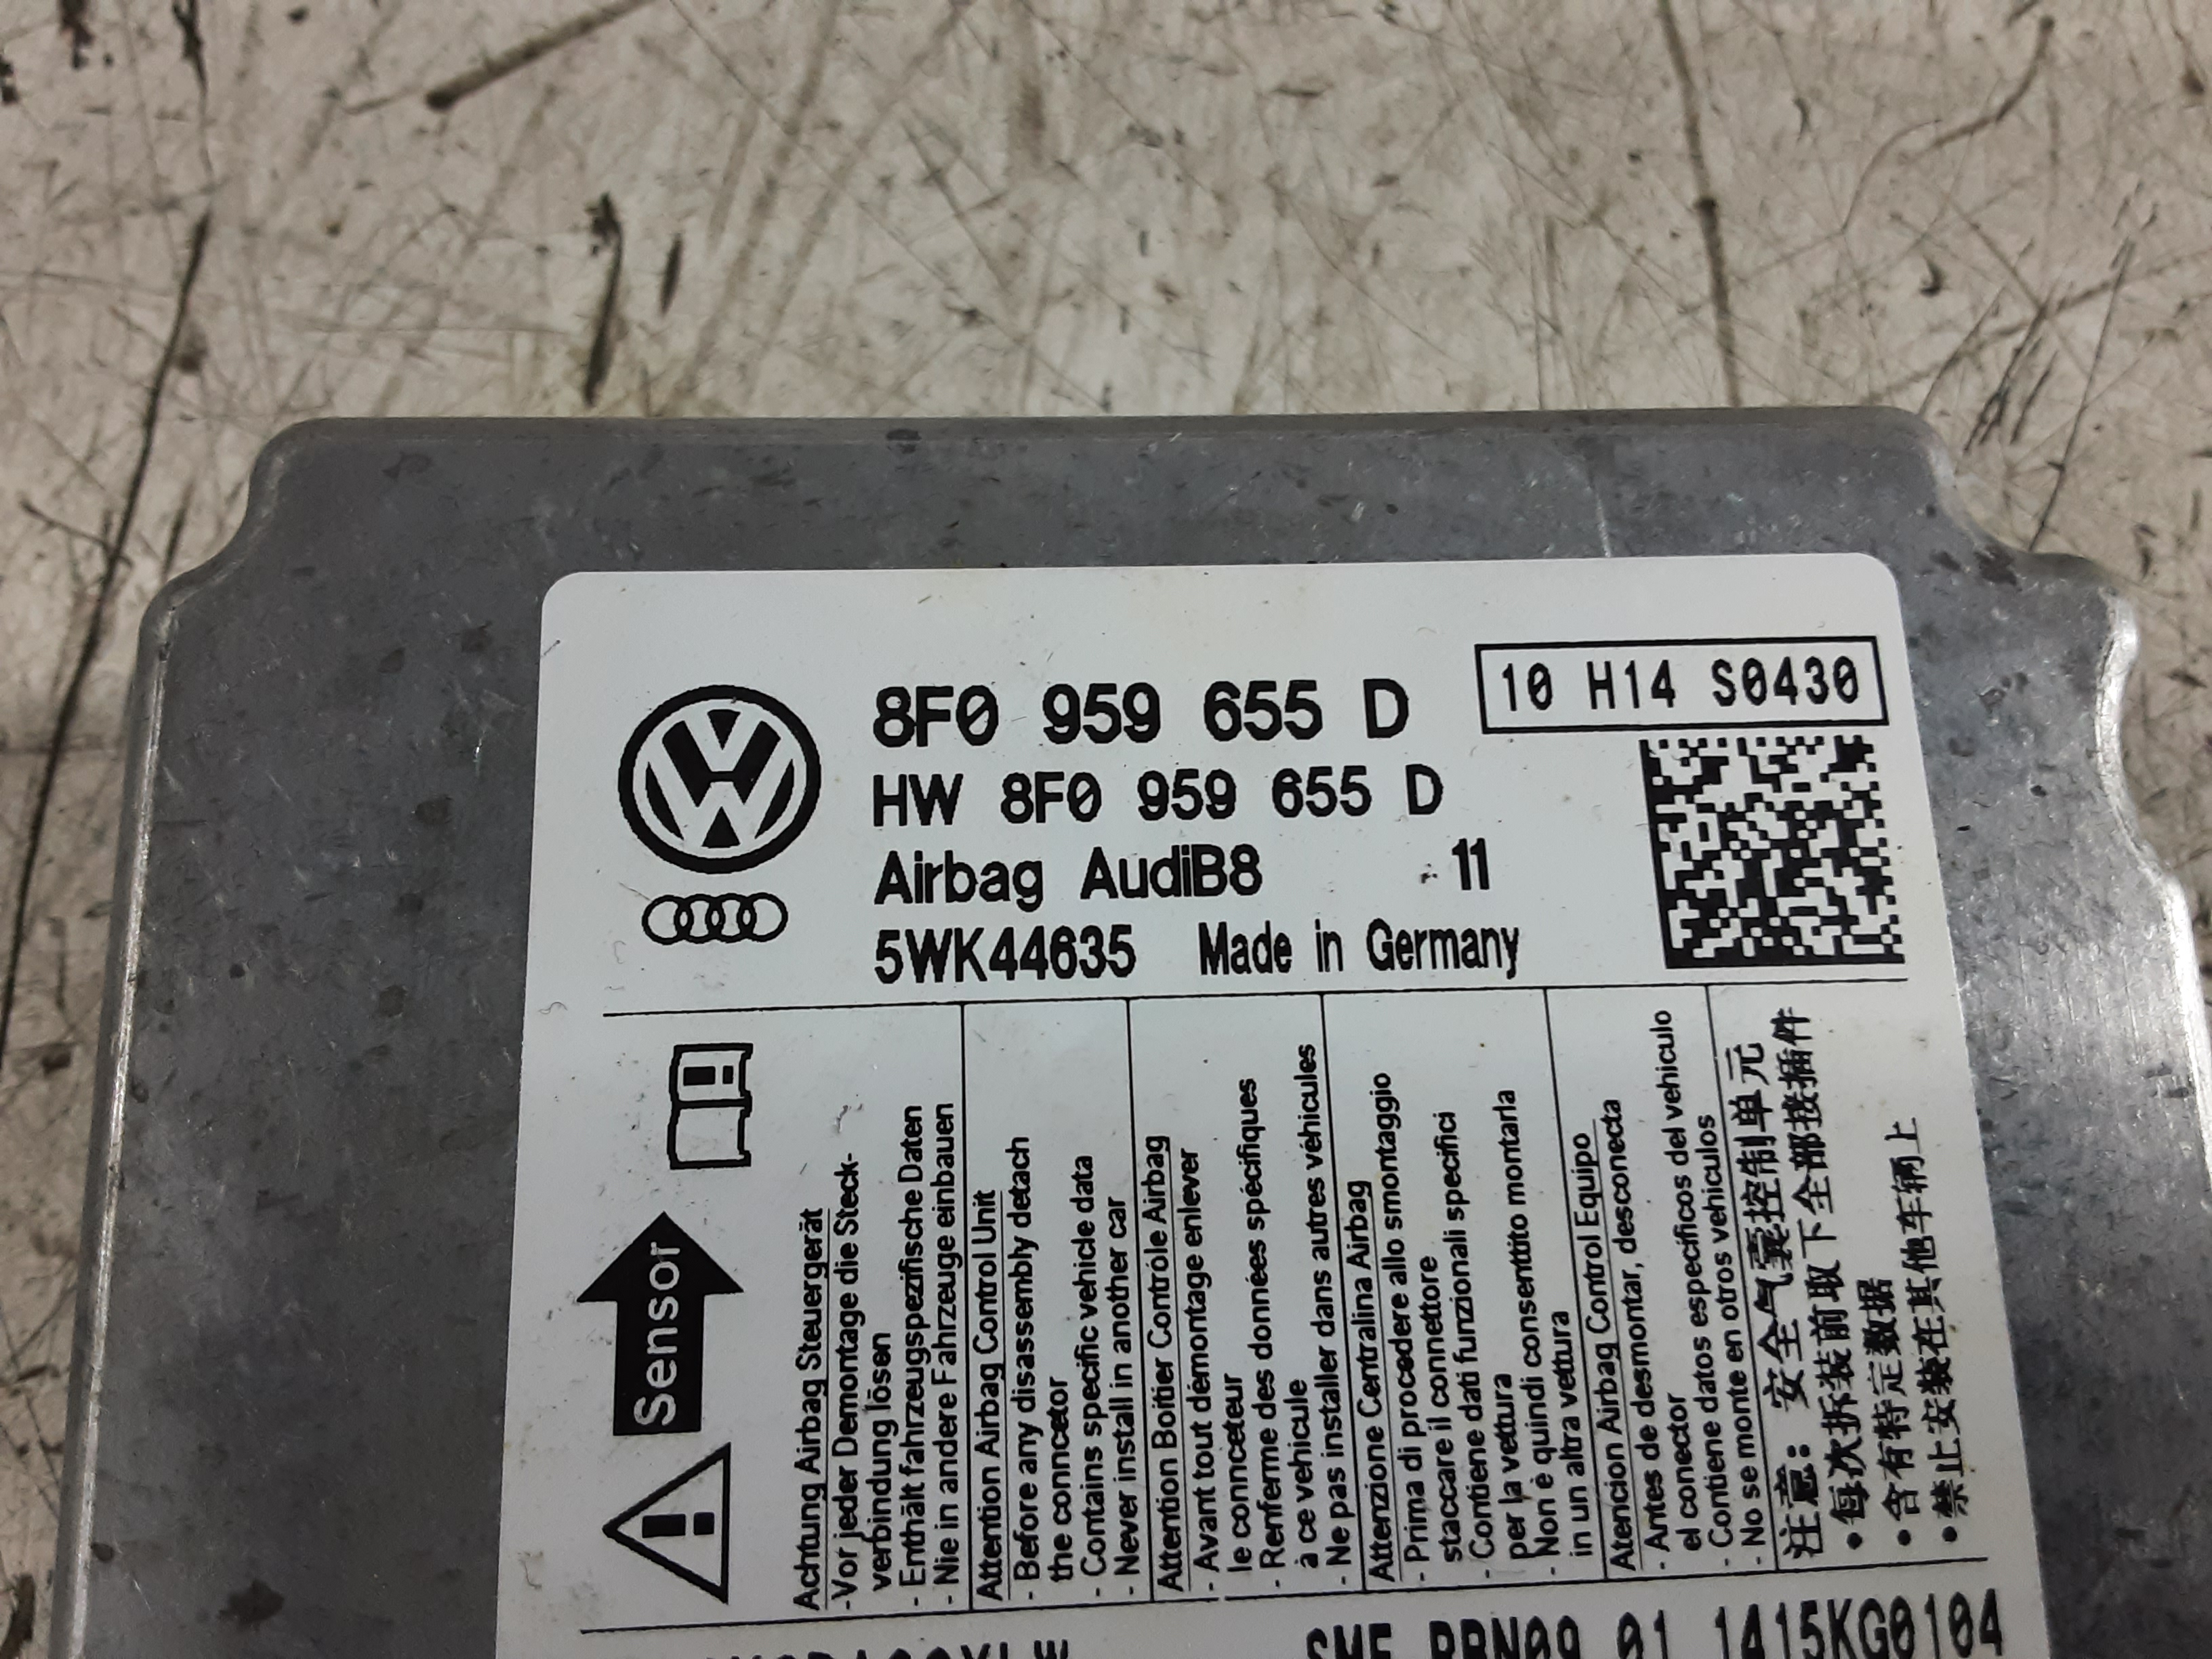 8F0 959 655 D
10 H14 S0430
HW 8F0 959 655 D
Airbag AudiB8 11
5WK44635 Made in Germany
Sensor
Achtung Airbag Steuergerät
-Vor jeder Demontage die Steck-
verbindung lösen
- Enthält fahrzeugspezifische Daten
- Nie in andere Fahrzeuge einbauen
Attention Airbag Control Unit
- Before any disassembly detach
the conncetor
- Contains specific vehicle data
- Never install in another car
Attention Boîtier Contrôle Airbag
- Avant tout démontage enlever
le connceteur
- Renferme des données spécifiques
à ce véhicule
- Ne pas installer dans autres véhicules
Attenzione Centralina Airbag
- Prima di procedere allo smontaggio
staccare il connettore
- Contiene dati funzionali specifici
per la vettura
- Non è quindi consenttito montarla
in un altra vettura
Atencion Airbag Control Equipo
- Antes de desmontar, desconecta
el conector
- Contiene datos especificos del vehiculo
- No se monte en otros vehiculos
注意：安全气囊控制单元
•每次拆装前取下全部接插件
•含有特定数据
•禁止安装在其他车辆上
1415KG0104